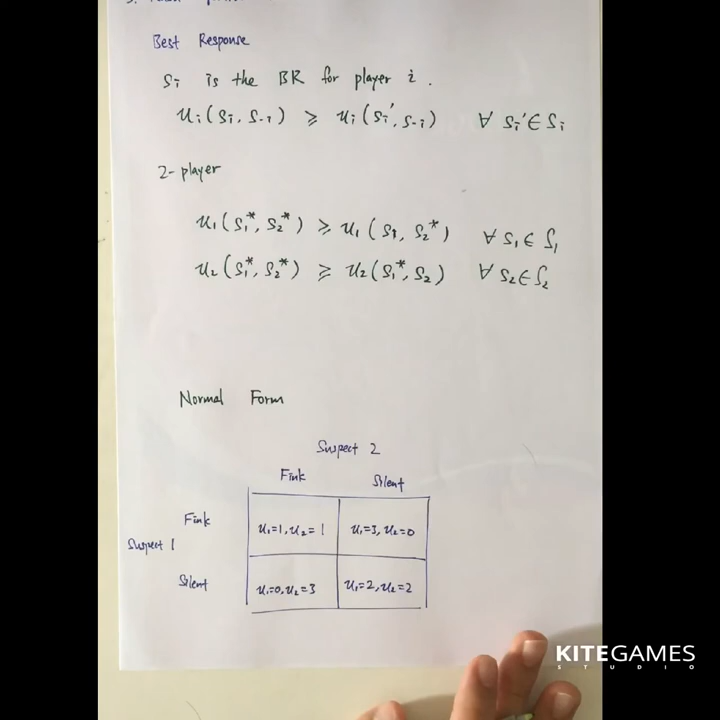 Best Response
Si is the BR for player i.
ui(Si, S-i) ⩾ ui(Si', S-i) ∀ Si' ∈ Si
2-player
u1(S1*, S2*) ⩾ u1(S1, S2*) ∀ S1 ∈ S1
u2(S1*, S2*) ⩾ u2(S1*, S2) ∀ S2 ∈ S2
Normal Form
Suspect 2
Fink Silent
Fink u1=1, u2=1 u1=3, u2=0
Suspect 1
Silent u1=0, u2=3 u1=2, u2=2
KITEGAMES
STUDIO